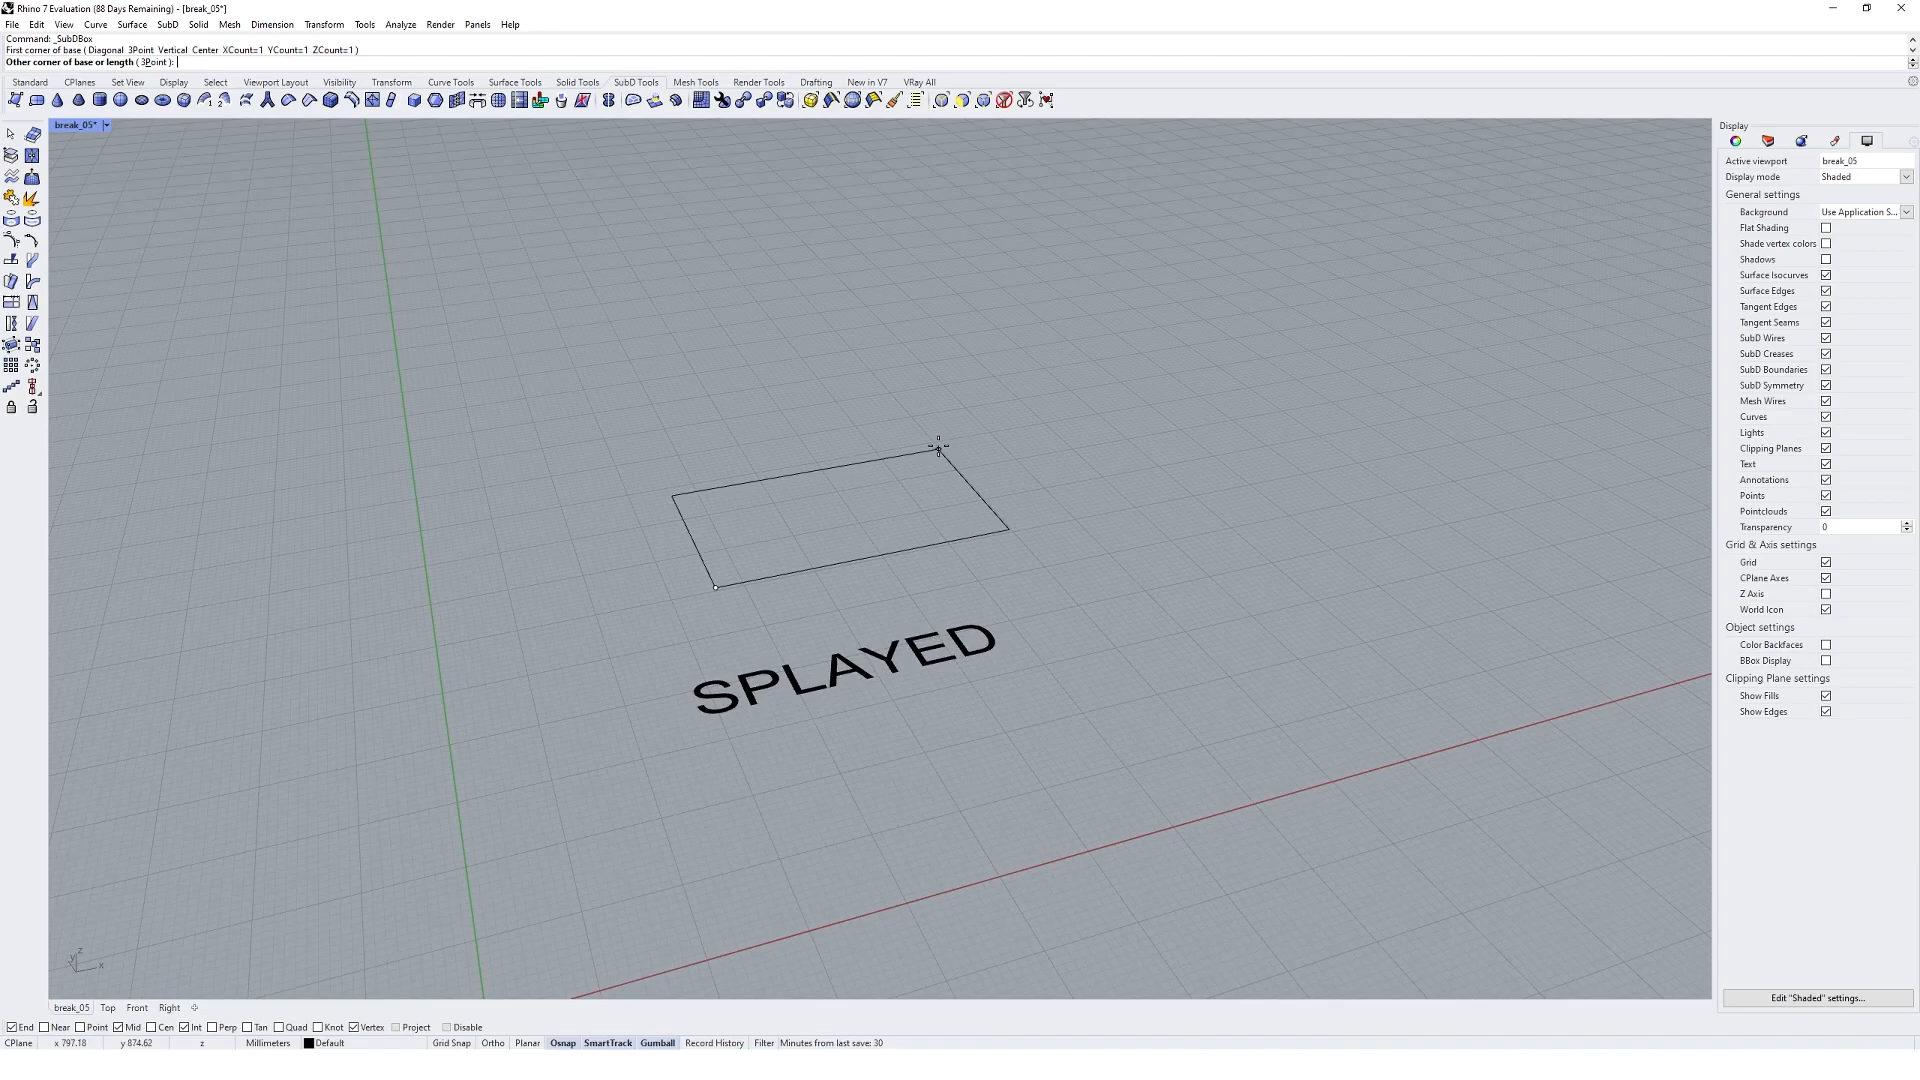 Rhino 7 Evaluation (88 Days Remaining) - [break_05*]
File Edit View Curve Surface SubD Solid Mesh Dimension Transform Tools Analyze Render Panels Help
Command: _SubDBox
First corner of base ( Diagonal 3Point Vertical Center XCount=1 YCount=1 ZCount=1 )
Other corner of base or length ( 3Point ):
Standard CPlanes Set View Display Select Viewport Layout Visibility Transform Curve Tools Surface Tools Solid Tools SubD Tools Mesh Tools Render Tools Drafting New in V7 VRay All
break_05*
SPLAYED
z
y
x
Display
Active viewport break_05
Display mode Shaded
General settings
Background Use Application S...
Flat Shading
Shade vertex colors
Shadows
Surface Isocurves
Surface Edges
Tangent Edges
Tangent Seams
SubD Wires
SubD Creases
SubD Boundaries
SubD Symmetry
Mesh Wires
Curves
Lights
Clipping Planes
Text
Annotations
Points
Pointclouds
Transparency 0
Grid & Axis settings
Grid
CPlane Axes
Z Axis
World Icon
Object settings
Color Backfaces
BBox Display
Clipping Plane settings
Show Fills
Show Edges
Edit "Shaded" settings...
break_05 Top Front Right
End Near Point Mid Cen Int Perp Tan Quad Knot Vertex Project Disable
CPlane x 797.18 y 874.62 z Millimeters Default Grid Snap Ortho Planar Osnap SmartTrack Gumball Record History Filter Minutes from last save: 30